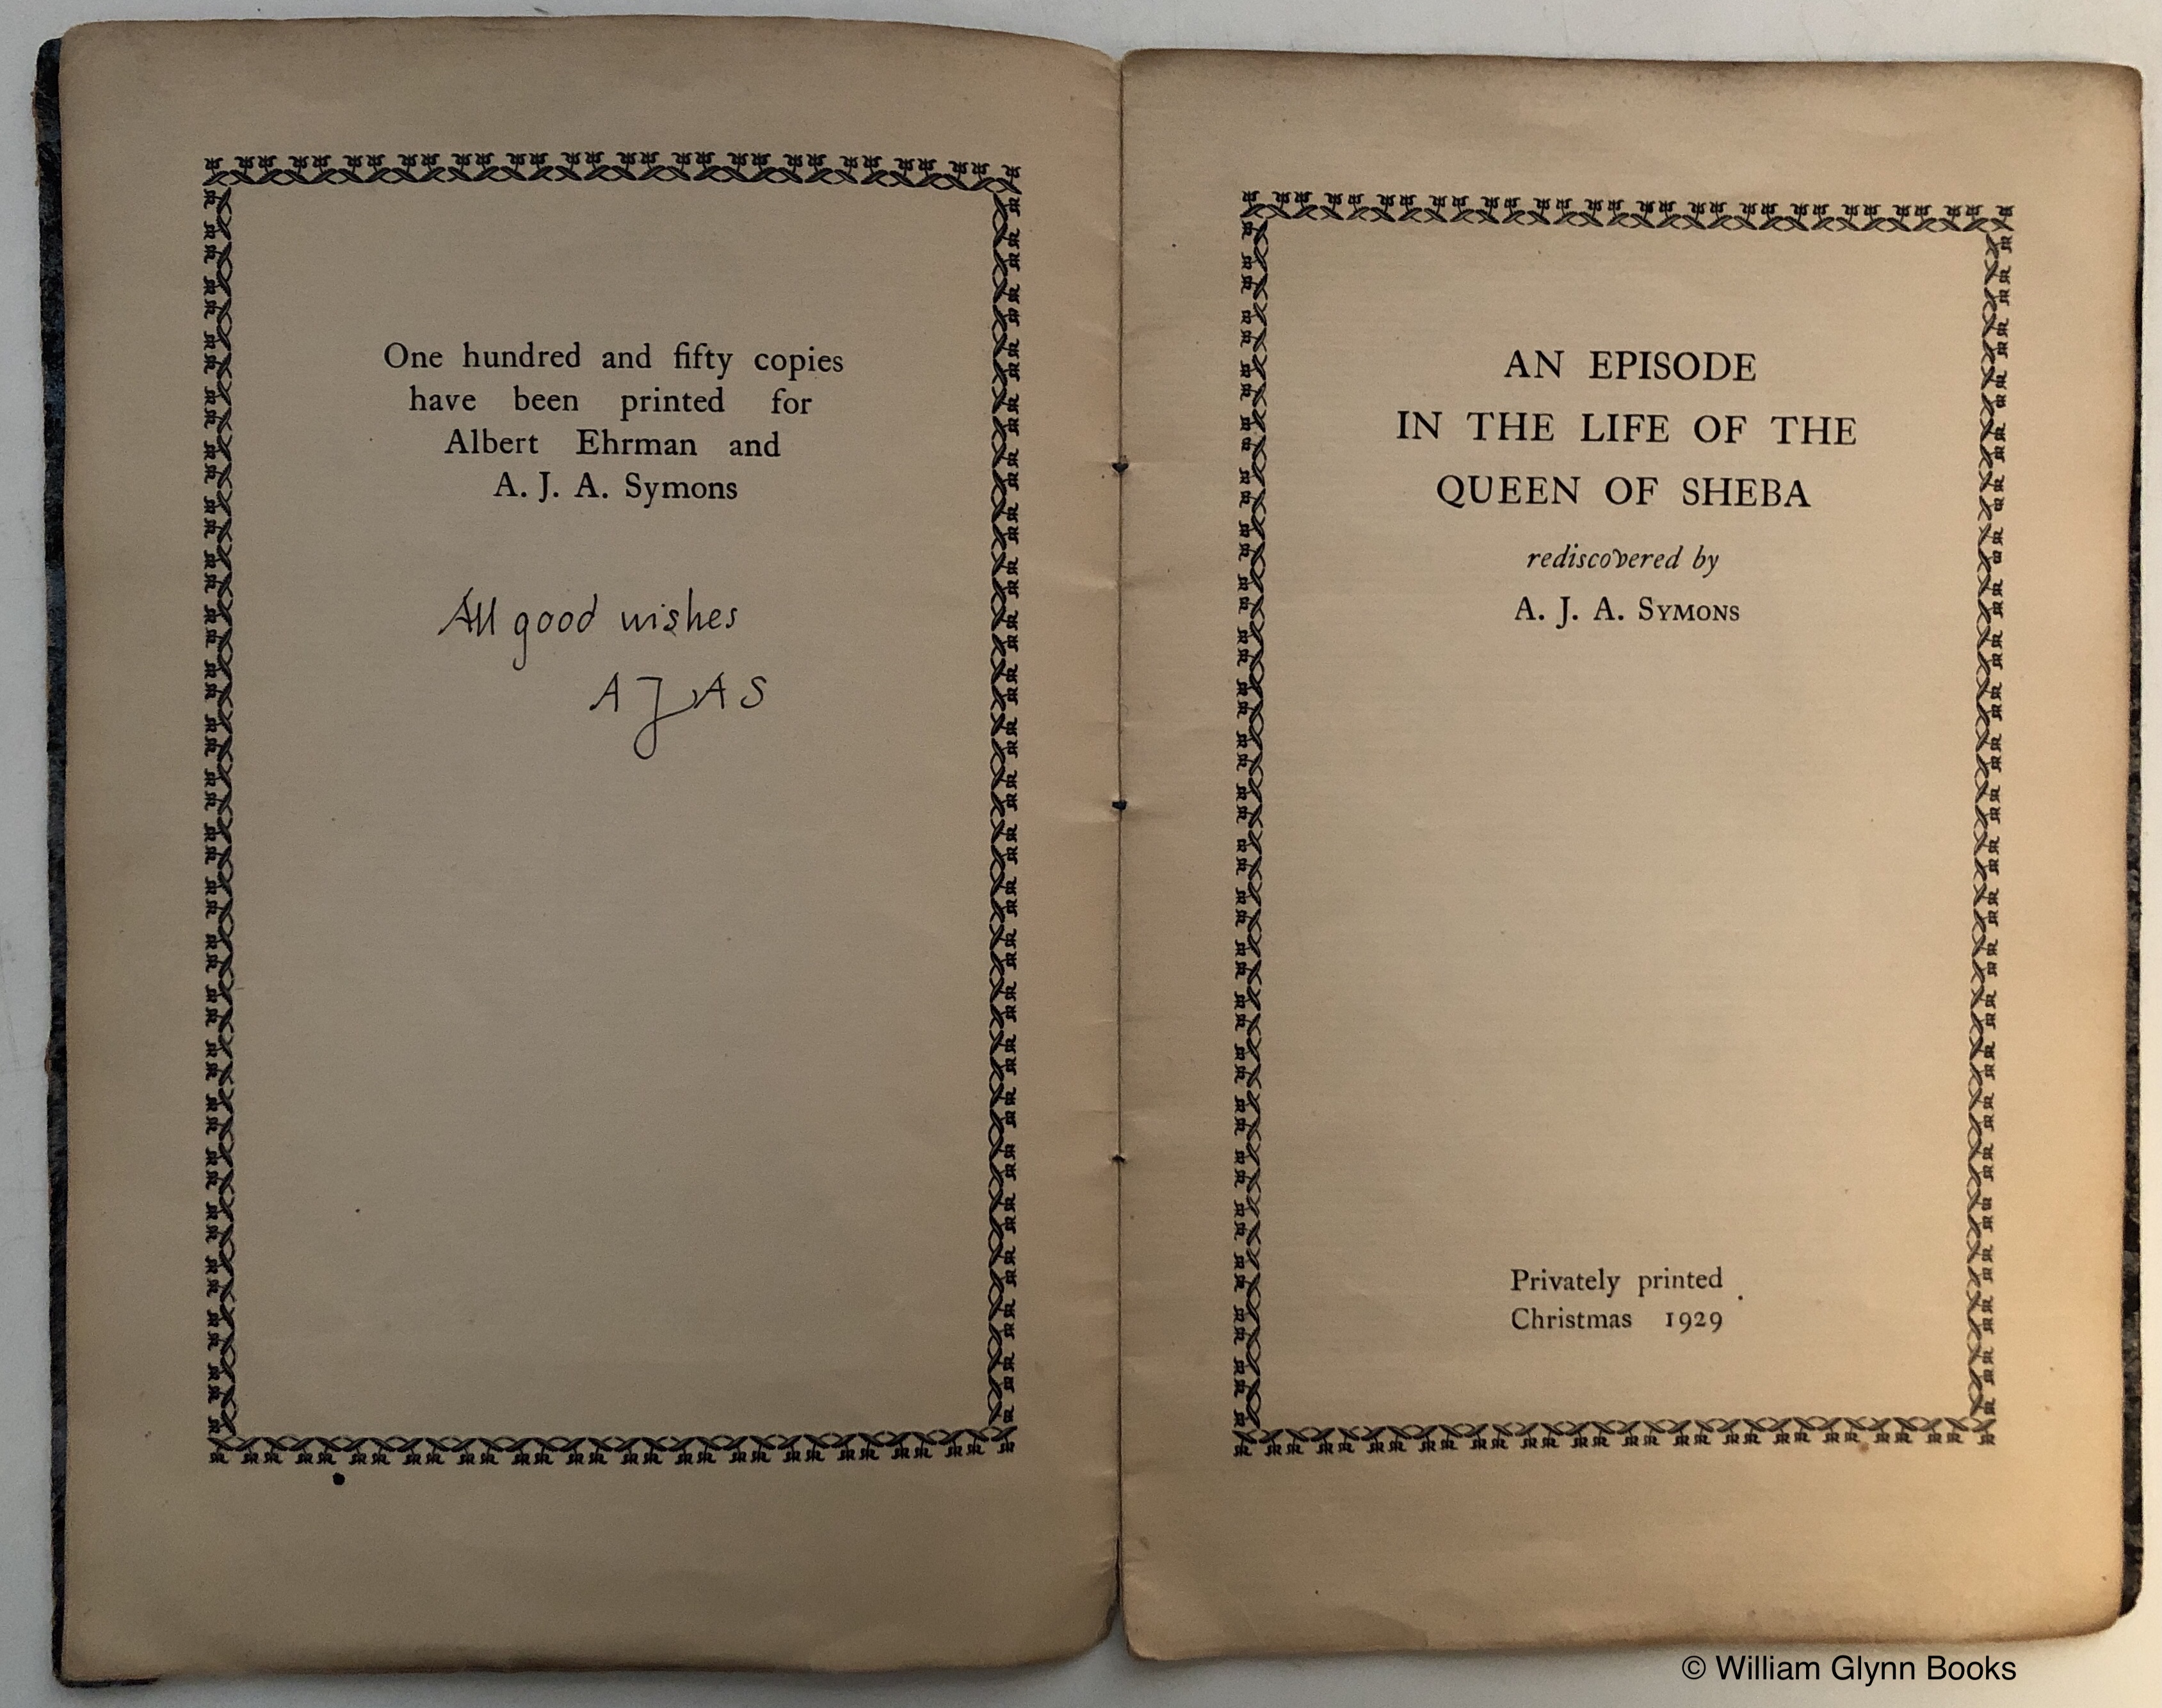 One hundred and fifty copies
have been printed for
Albert Ehrman and
A. J. A. Symons
All good wishes
A J A S
AN EPISODE
IN THE LIFE OF THE
QUEEN OF SHEBA
rediscovered by
A. J. A. SYMONS
Privately printed
Christmas 1929
© William Glynn Books